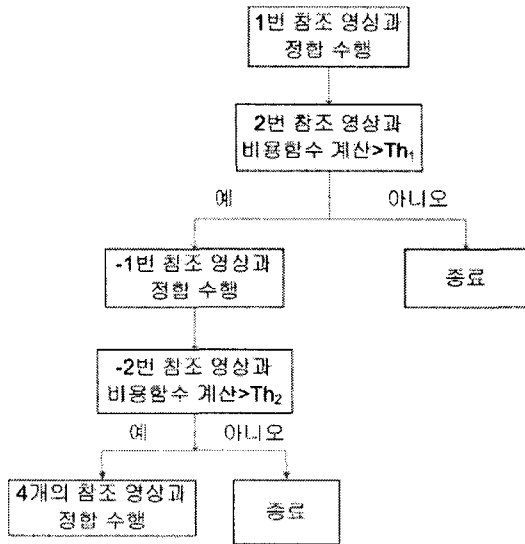 1번 참조 영상과
정합 수행
2번 참조 영상과
비용함수 계산>Th₁
예
아니오
-1번 참조 영상과
정합 수행
종료
-2번 참조 영상과
비용함수 계산>Th₂
예
아니오
4개의 참조 영상과
정합 수행
종료